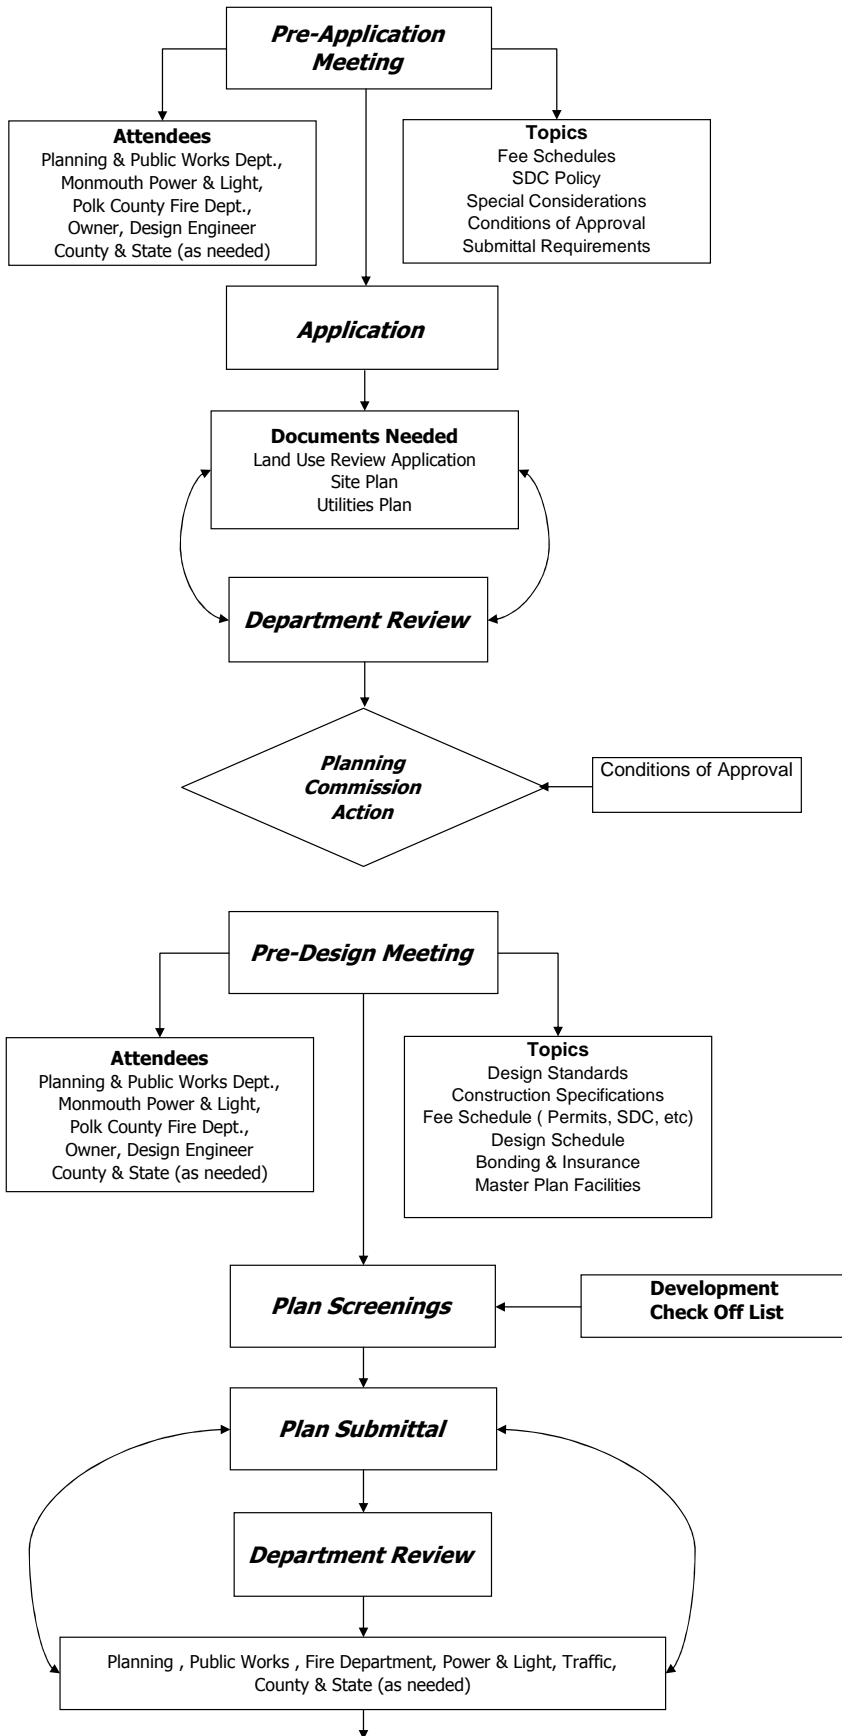 Pre-Application
Meeting
Attendees
Planning & Public Works Dept.,
Monmouth Power & Light,
Polk County Fire Dept.,
Owner, Design Engineer
County & State (as needed)
Topics
Fee Schedules
SDC Policy
Special Considerations
Conditions of Approval
Submittal Requirements
Application
Documents Needed
Land Use Review Application
Site Plan
Utilities Plan
Department Review
Planning
Commission
Action
Conditions of Approval
Pre-Design Meeting
Attendees
Planning & Public Works Dept.,
Monmouth Power & Light,
Polk County Fire Dept.,
Owner, Design Engineer
County & State (as needed)
Topics
Design Standards
Construction Specifications
Fee Schedule ( Permits, SDC, etc)
Design Schedule
Bonding & Insurance
Master Plan Facilities
Plan Screenings
Development
Check Off List
Plan Submittal
Department Review
Planning , Public Works , Fire Department, Power & Light, Traffic,
County & State (as needed)